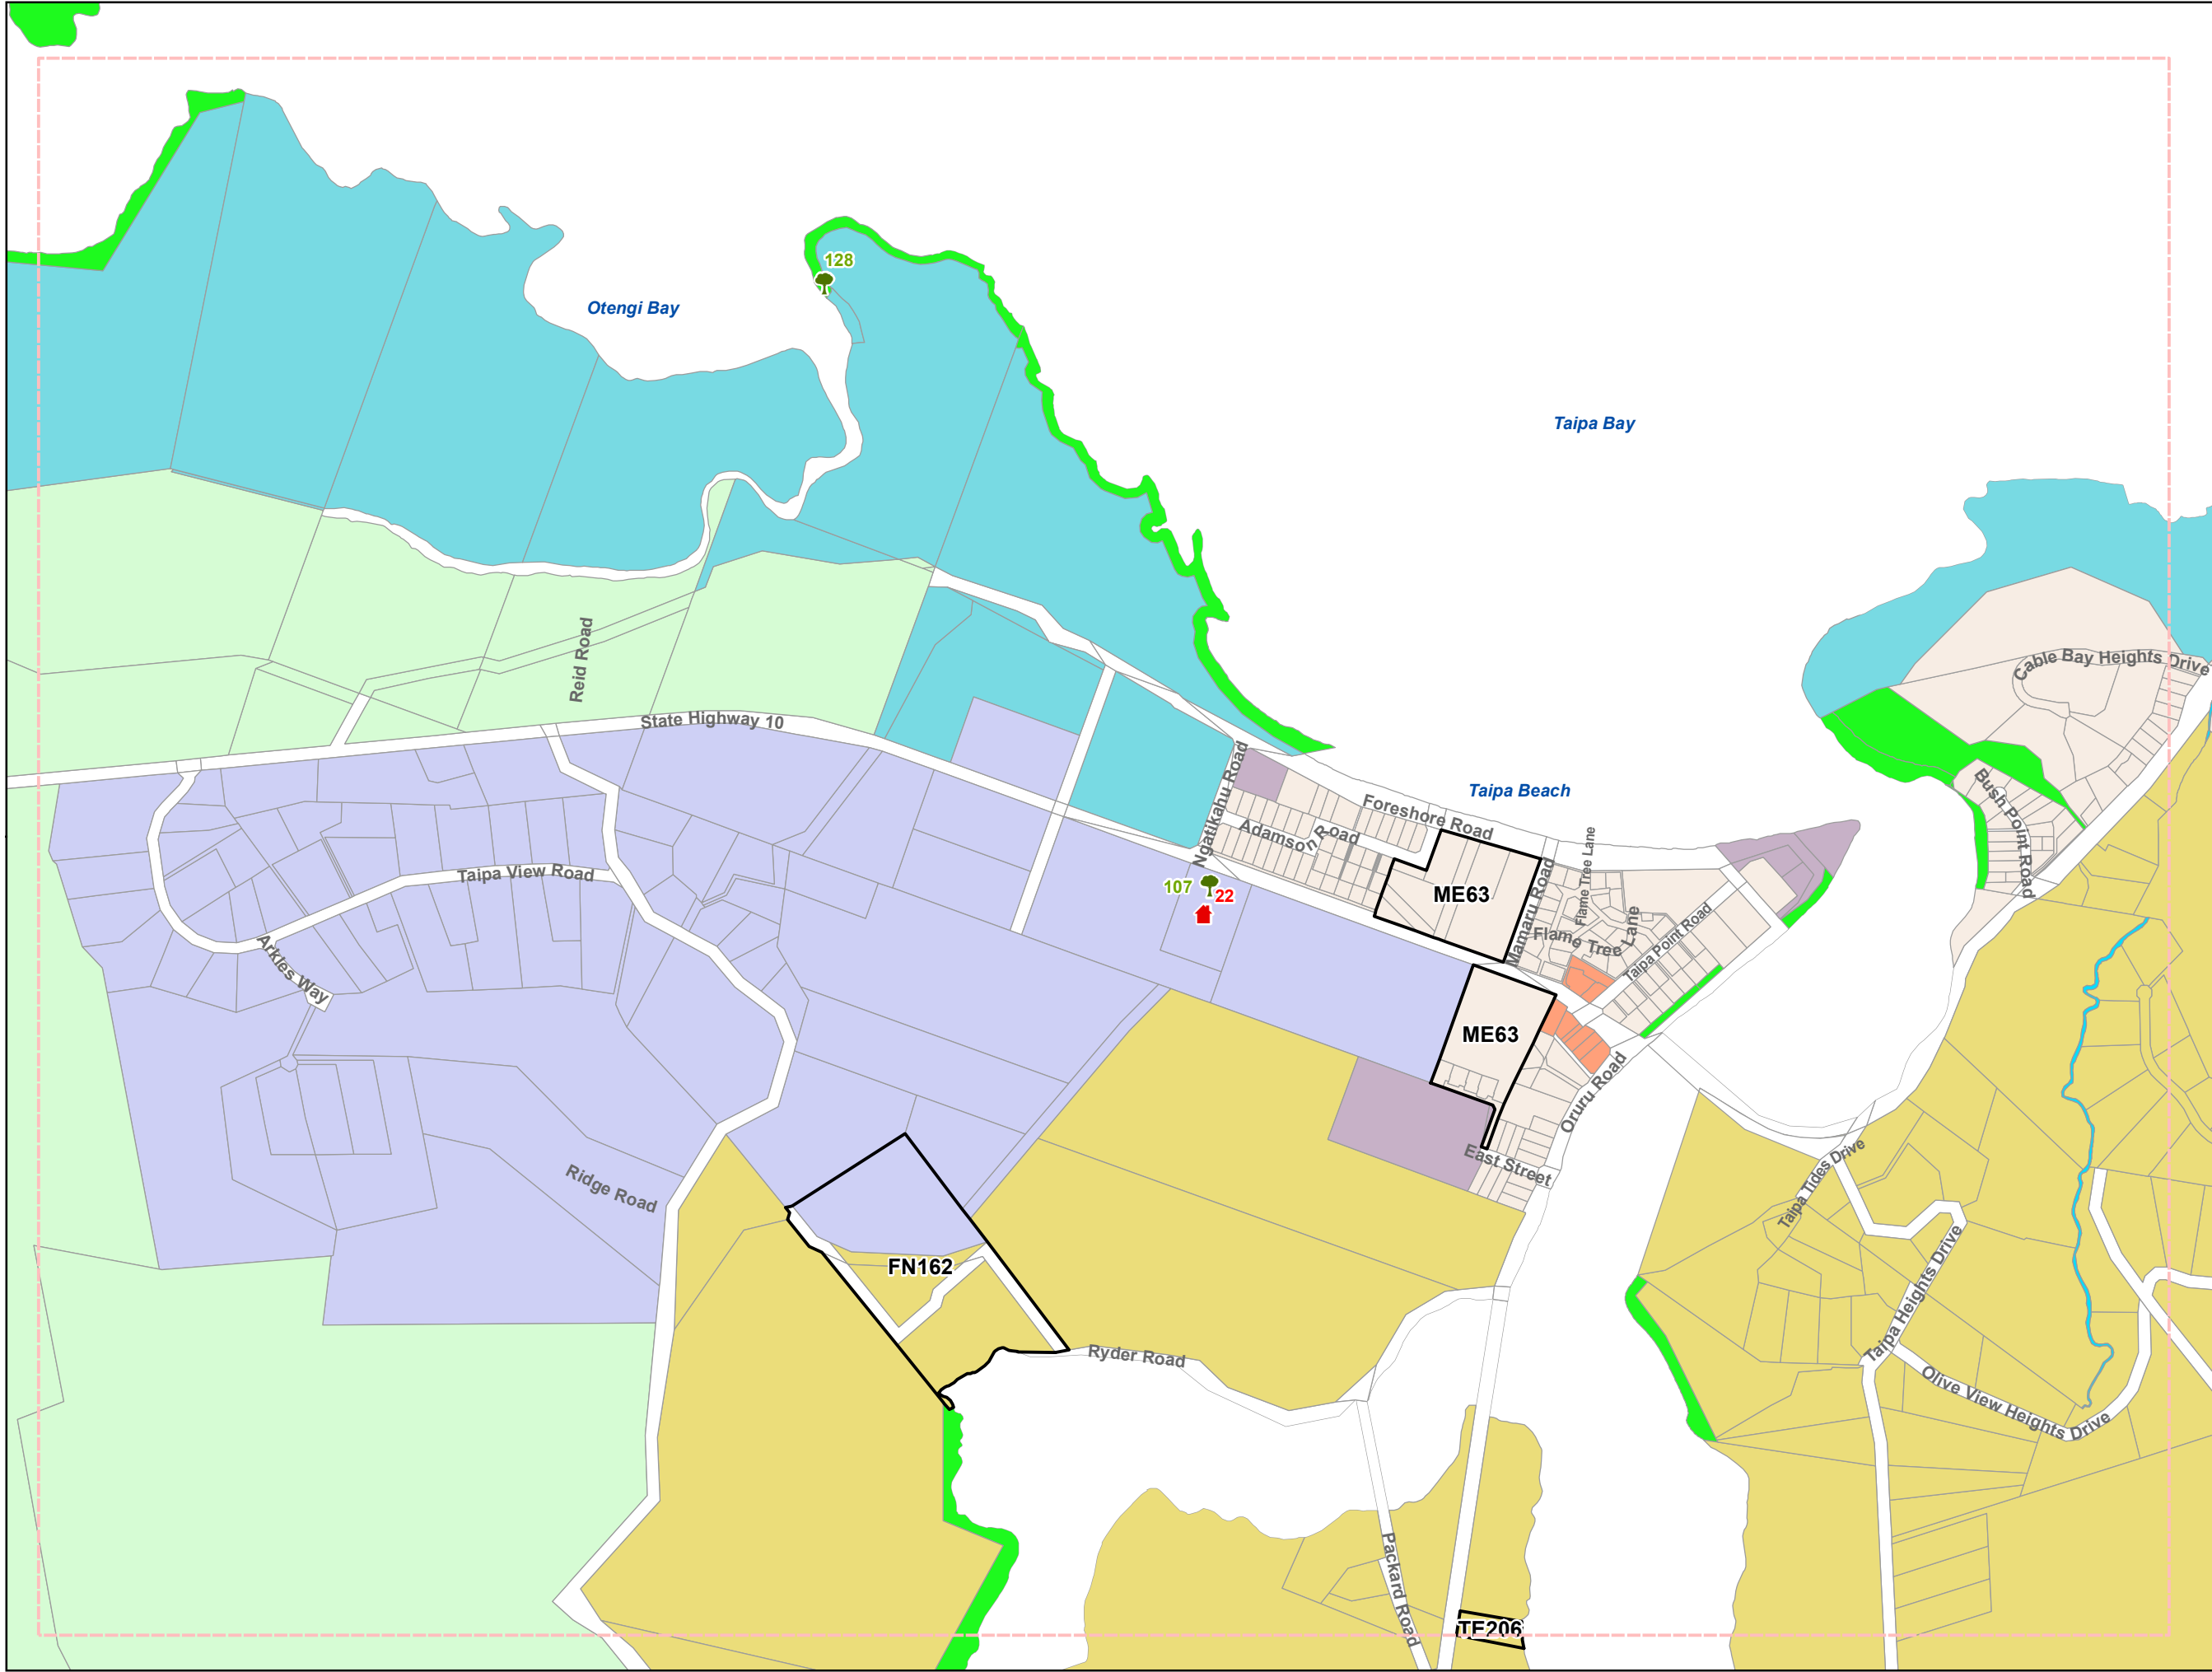 128
Otengi Bay
Taipa Bay
Reid Road
Cable Bay Heights Drive
State Highway 10
Ngatikahu Road
Taipa Beach
Foreshore Road
Adamson Road
Bush Point Road
Taipa View Road
107
22
ME63
Mamaru Road
Flame Tree Lane
Flame Tree Lane
Taipa Point Road
Arkles Way
ME63
Oruru Road
East Street
Ridge Road
Taipa Tides Drive
FN162
Taipa Heights Drive
Ryder Road
Olive View Heights Drive
Packard Road
TE206